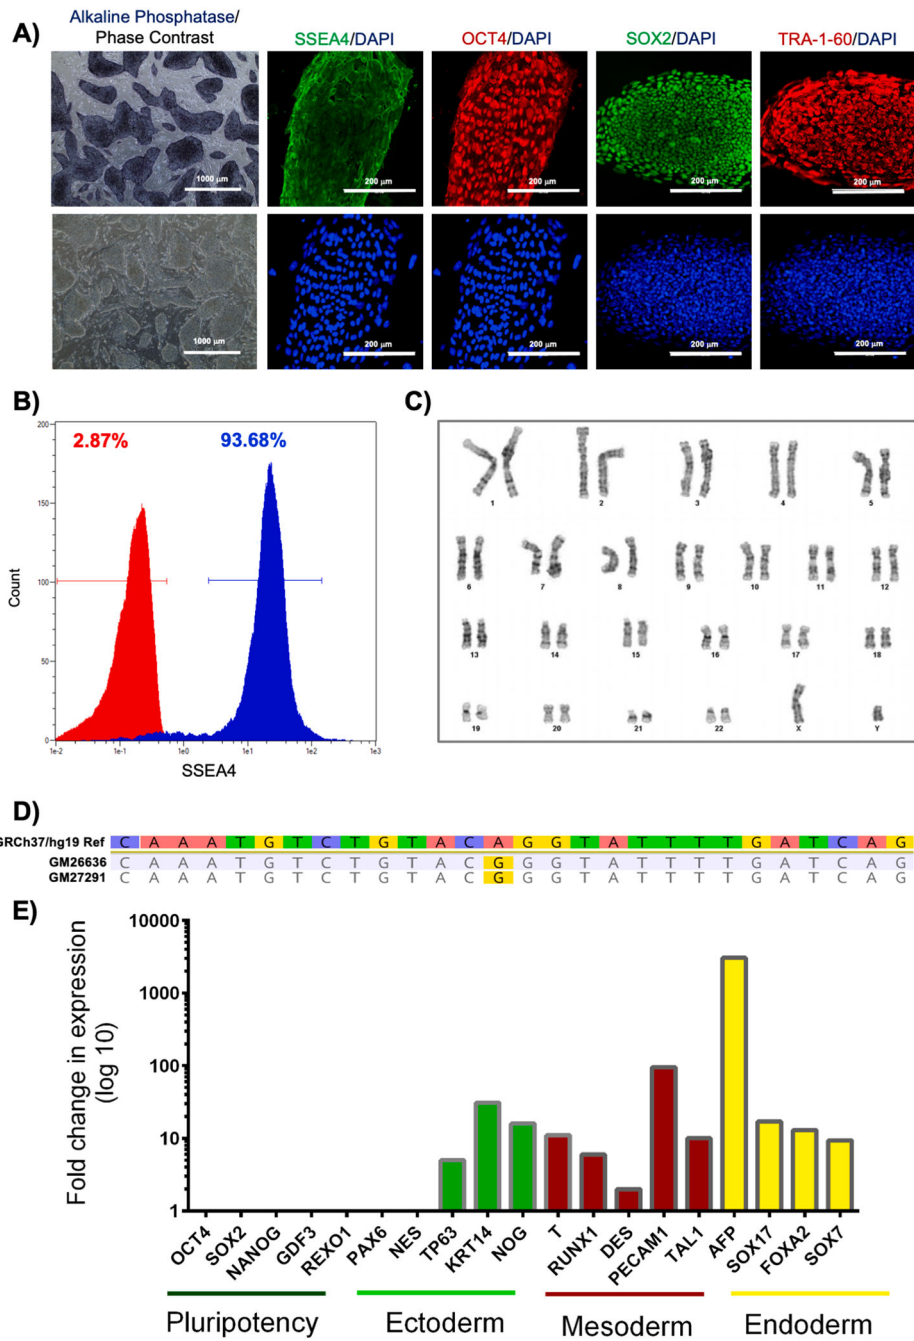 A)
Alkaline Phosphatase/
Phase Contrast
SSEA4/DAPI
OCT4/DAPI
SOX2/DAPI
TRA-1-60/DAPI
1000 µm
200 µm
200 µm
200 µm
200 µm
1000 µm
200 µm
200 µm
200 µm
200 µm
B)
2.87%
93.68%
200
150
100
50
0
Count
1e-2 1e-1 1e0 1e1 1e2 1e3
SSEA4
C)
1 2 3 4 5
6 7 8 9 10 11 12
13 14 15 16 17 18
19 20 21 22 X Y
D)
GRCh37/hg19 Ref C A A A T G T C T G T A C A G G T A T T T T G A T C A G
GM26636 C A A A T G T C T G T A C G G G T A T T T T G A T C A G
GM27291 C A A A T G T C T G T A C G G G T A T T T T G A T C A G
E)
Fold change in expression
(log 10)
10000
1000
100
10
1
OCT4 SOX2 NANOG GDF3 REXO1 PAX6 NES TP63 KRT14 NOG T RUNX1 DES PECAM1 TAL1 AFP SOX17 FOXA2 SOX7
Pluripotency Ectoderm Mesoderm Endoderm